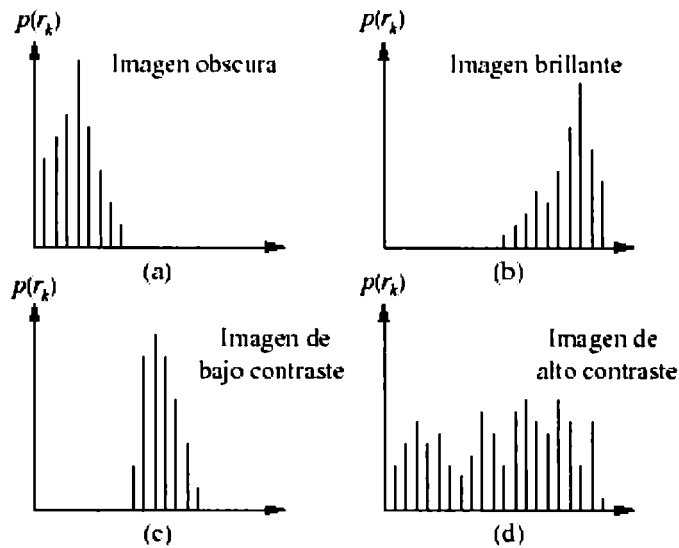 p(r_k)
Imagen obscura
(a)
p(r_k)
Imagen brillante
(b)
p(r_k)
Imagen de
bajo contraste
(c)
p(r_k)
Imagen de
alto contraste
(d)